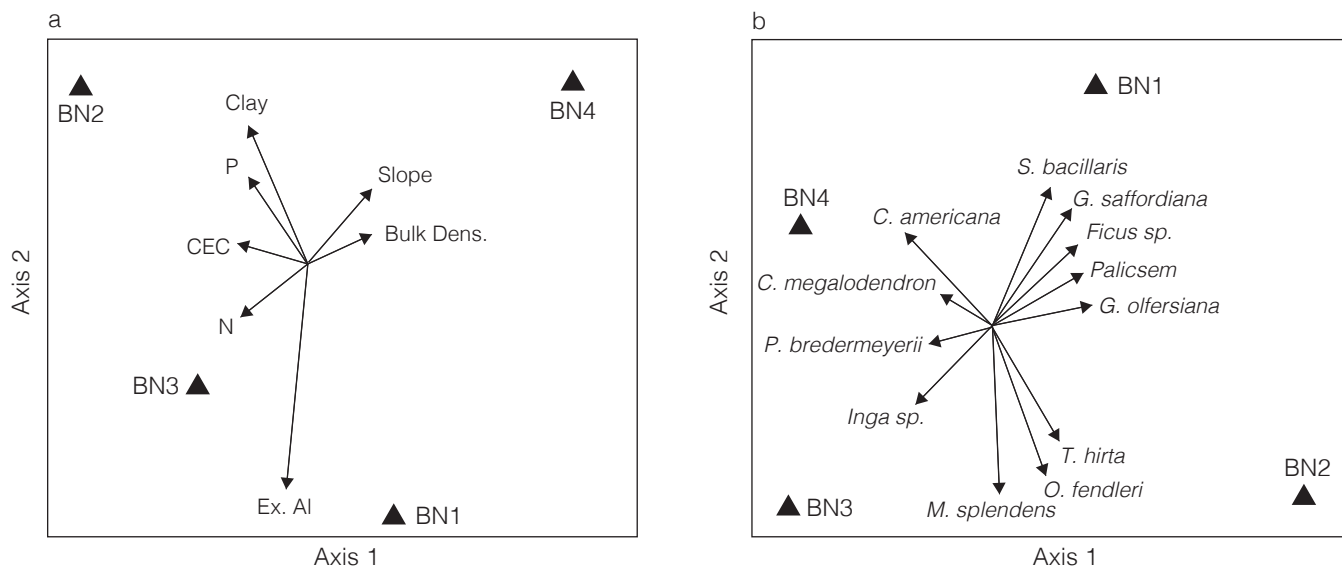 a
BN2
BN4
Clay
P
Slope
CEC
Bulk Dens.
N
BN3
Ex. Al
BN1
Axis 2
Axis 1
b
BN1
S. bacillaris
BN4
G. saffordiana
C. americana
Ficus sp.
Palicsem
C. megalodendron
G. olfersiana
P. bredermeyerii
Inga sp.
T. hirta
BN2
O. fendleri
BN3
M. splendens
Axis 2
Axis 1